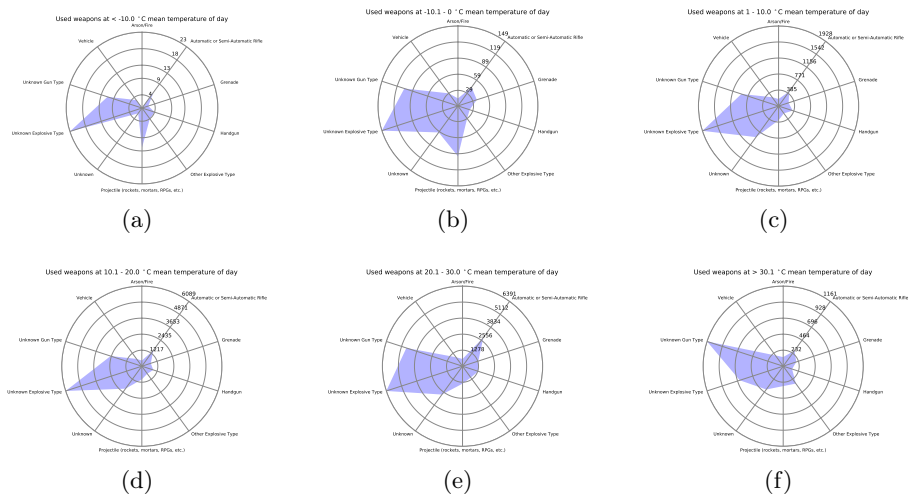 Used weapons at < -10.0 °C mean temperature of day
Arson/Fire
Vehicle
23
Automatic or Semi-Automatic Rifle
18
13
Unknown Gun Type
Grenade
9
4
Unknown Explosive Type
Handgun
Unknown
Other Explosive Type
Projectile (rockets, mortars, RPGs, etc.)
(a)
Used weapons at -10.1 - 0 °C mean temperature of day
Arson/Fire
149
Vehicle
Automatic or Semi-Automatic Rifle
119
89
Unknown Gun Type
Grenade
59
29
Unknown Explosive Type
Handgun
Unknown
Other Explosive Type
Projectile (rockets, mortars, RPGs, etc.)
(b)
Used weapons at 1 - 10.0 °C mean temperature of day
Arson/Fire
1928
Vehicle
Automatic or Semi-Automatic Rifle
1542
1156
Unknown Gun Type
Grenade
771
385
Unknown Explosive Type
Handgun
Unknown
Other Explosive Type
Projectile (rockets, mortars, RPGs, etc.)
(c)
Used weapons at 10.1 - 20.0 °C mean temperature of day
Arson/Fire
6089
Vehicle
Automatic or Semi-Automatic Rifle
4871
3653
Unknown Gun Type
Grenade
2435
1217
Unknown Explosive Type
Handgun
Unknown
Other Explosive Type
Projectile (rockets, mortars, RPGs, etc.)
(d)
Used weapons at 20.1 - 30.0 °C mean temperature of day
Arson/Fire
6391
Vehicle
Automatic or Semi-Automatic Rifle
5112
3834
Unknown Gun Type
Grenade
2556
1278
Unknown Explosive Type
Handgun
Unknown
Other Explosive Type
Projectile (rockets, mortars, RPGs, etc.)
(e)
Used weapons at > 30.1 °C mean temperature of day
Arson/Fire
1161
Vehicle
Automatic or Semi-Automatic Rifle
928
696
Unknown Gun Type
Grenade
464
232
Unknown Explosive Type
Handgun
Unknown
Other Explosive Type
Projectile (rockets, mortars, RPGs, etc.)
(f)